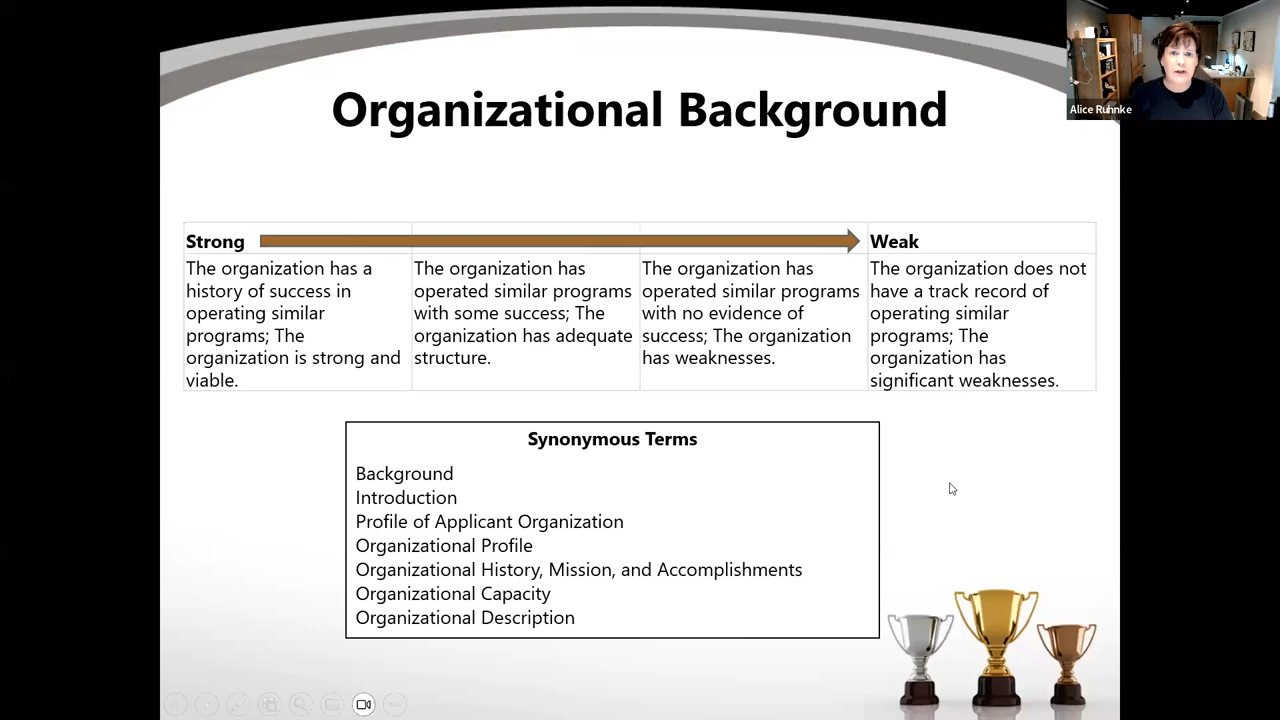 Organizational Background
Alice Ruhnke
Strong
Weak
The organization has a
history of success in
operating similar
programs; The
organization is strong and
viable.
The organization has
operated similar programs
with some success; The
organization has adequate
structure.
The organization has
operated similar programs
with no evidence of
success; The organization
has weaknesses.
The organization does not
have a track record of
operating similar
programs; The
organization has
significant weaknesses.
Synonymous Terms
Background
Introduction
Profile of Applicant Organization
Organizational Profile
Organizational History, Mission, and Accomplishments
Organizational Capacity
Organizational Description